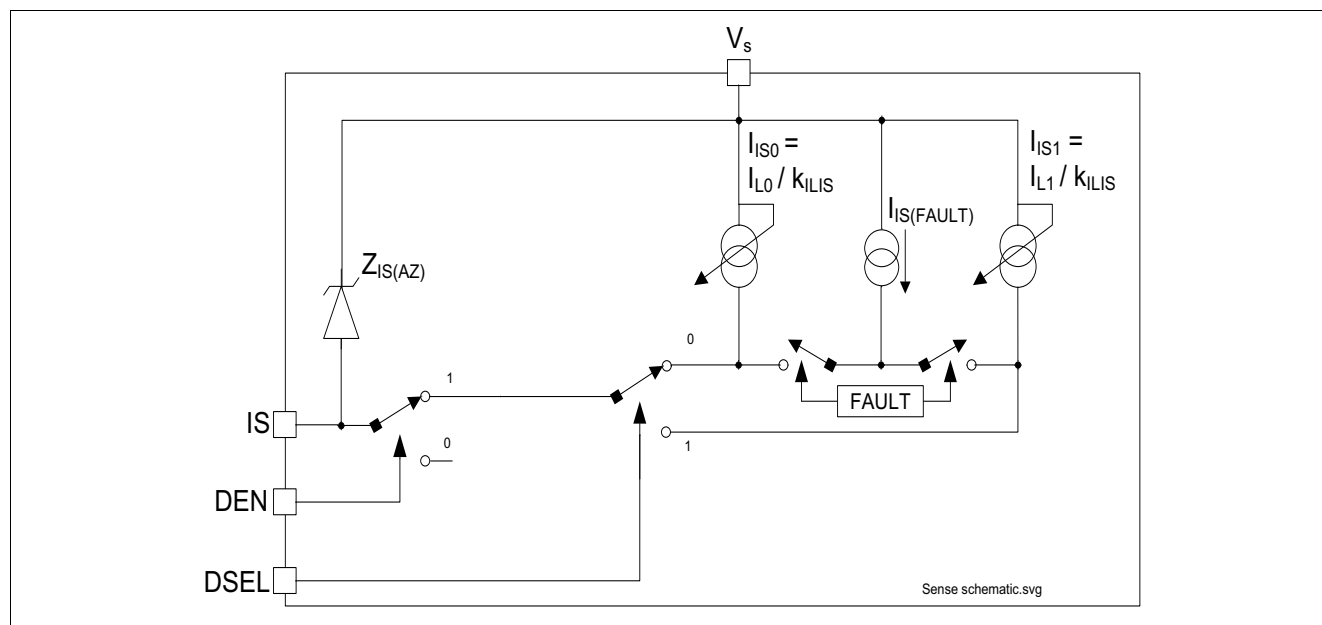 Vs
IIS0 =
IL0 / kILIS
IIS1 =
IL1 / kILIS
IIS(FAULT)
ZIS(AZ)
0
1
FAULT
IS
0
1
DEN
DSEL
Sense schematic.svg